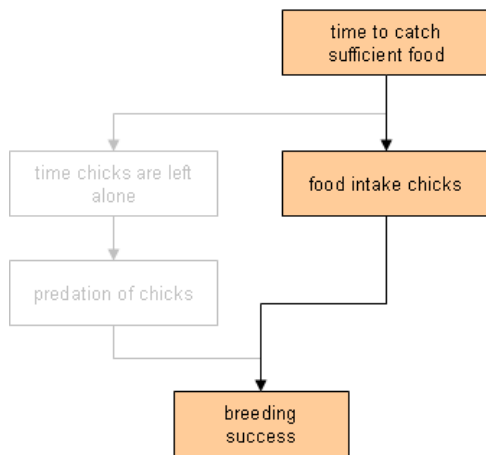 time to catch
sufficient food
time chicks are left
alone
food intake chicks
predation of chicks
breeding
success